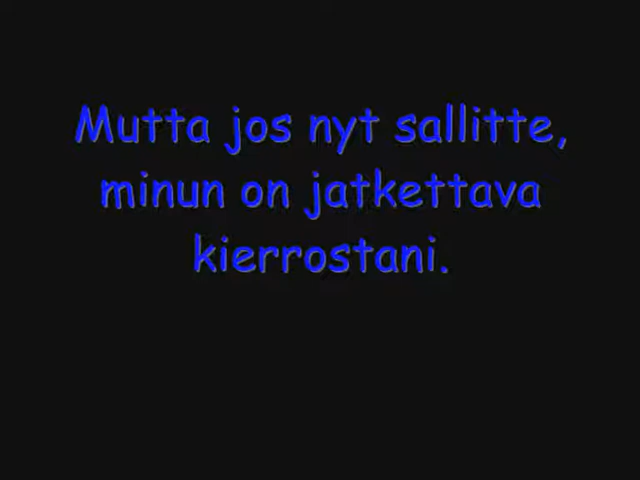 Mutta jos nyt sallitte,
minun on jatkettava
kierrostani.